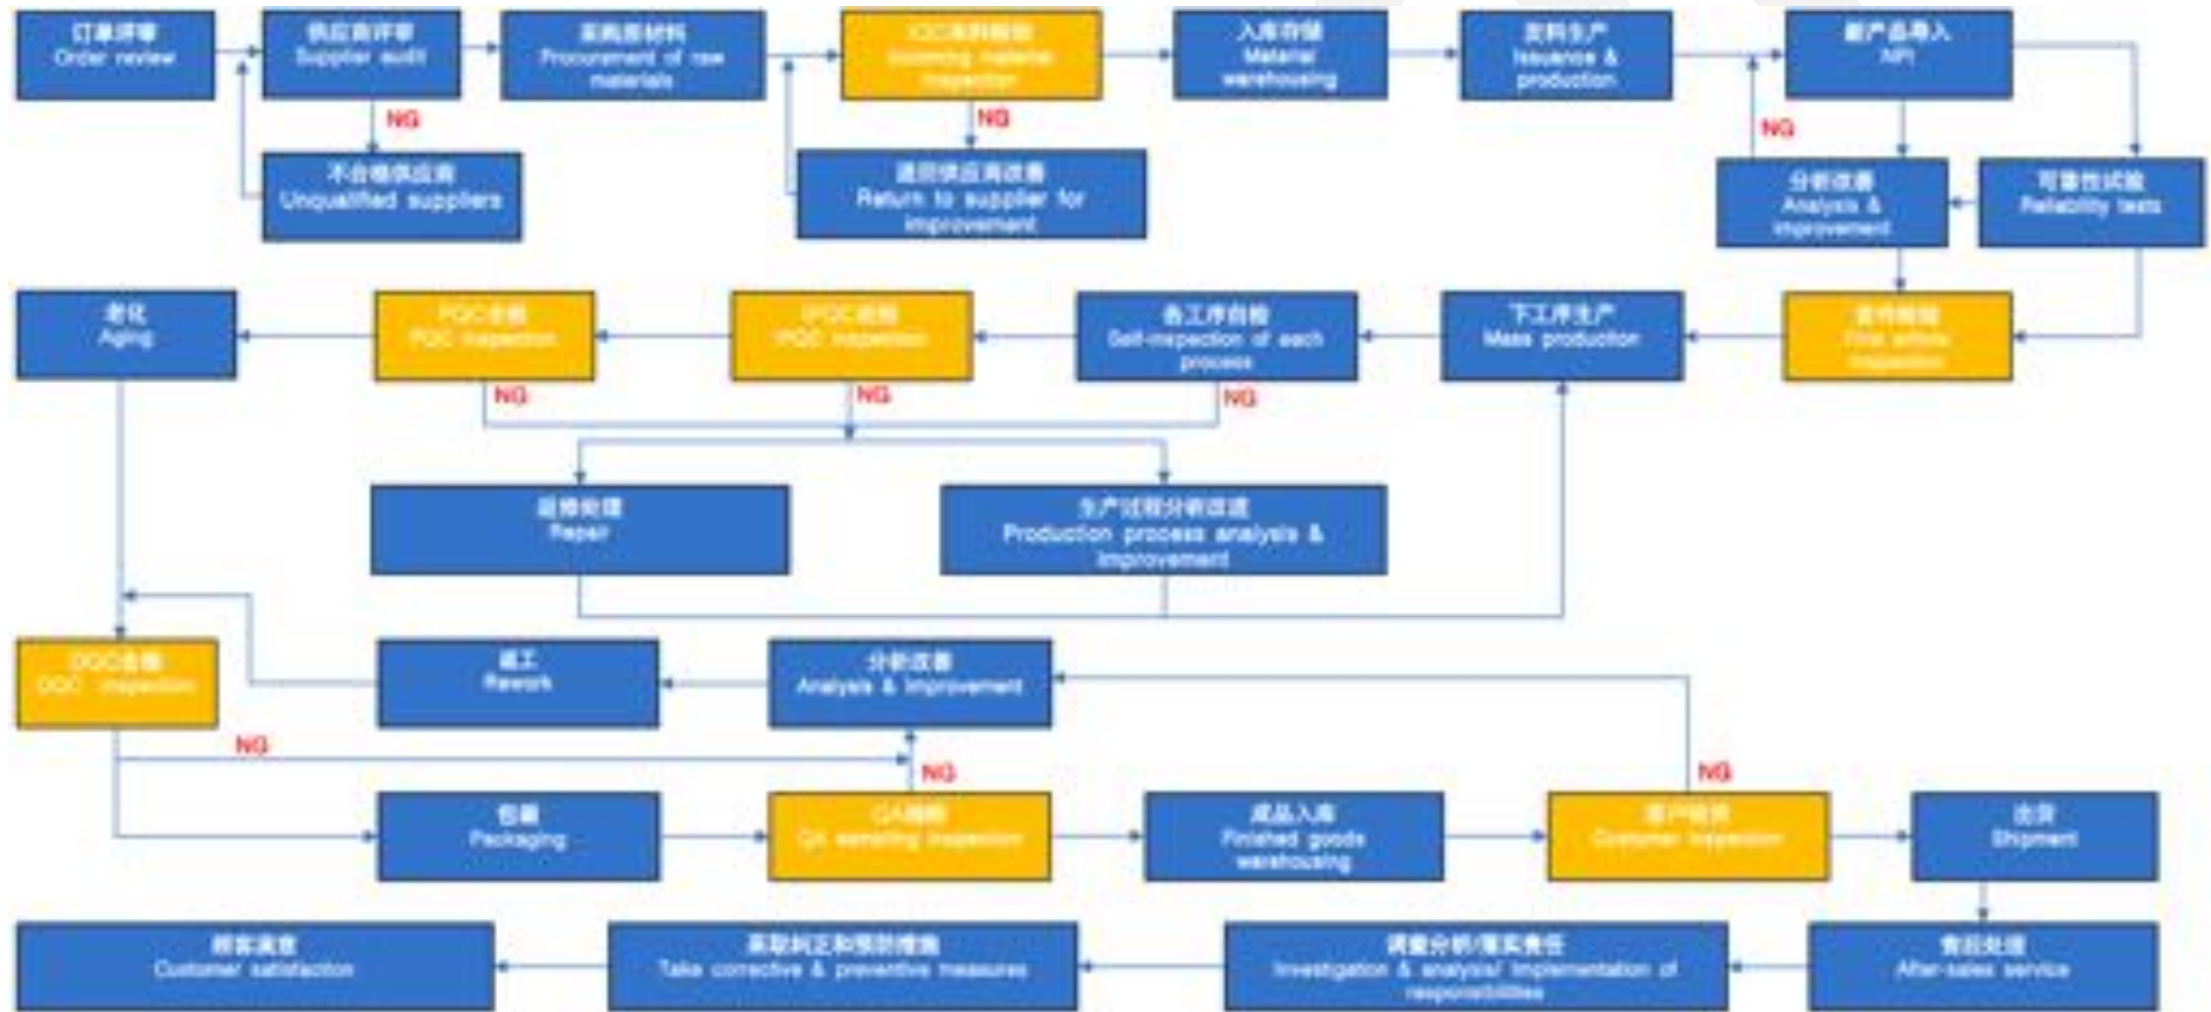 订单评审
Order review
供应商评审
Supplier audit
采购原材料
Procurement of raw
materials
IQC来料检验
Incoming material
inspection
入库存储
Material
warehousing
发料生产
Issuance &
production
新产品导入
NPI
NG
NG
NG
不合格供应商
Unqualified suppliers
退回供应商改善
Return to supplier for
improvement
分析改善
Analysis &
improvement
可靠性试验
Reliability tests
老化
Aging
PQC全检
PQC inspection
IPQC巡检
IPQC inspection
各工序自检
Self-inspection of each
process
下工序生产
Mass production
首件检验
First article
inspection
NG
NG
NG
返修处理
Repair
生产过程分析改进
Production process analysis &
improvement
OQC全检
OQC inspection
返工
Rework
分析改善
Analysis & improvement
NG
NG
NG
包装
Packaging
QA抽检
QA sampling inspection
成品入库
Finished goods
warehousing
客户验货
Customer inspection
出货
Shipment
顾客满意
Customer satisfaction
采取纠正和预防措施
Take corrective & preventive measures
调查分析/落实责任
Investigation & analysis/ implementation of
responsibilities
售后处理
After-sales service